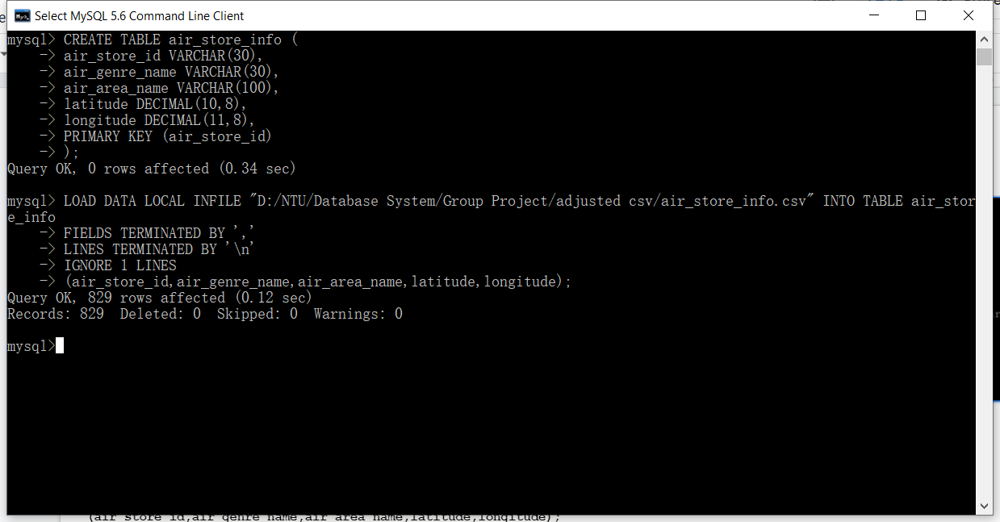 Select MySQL 5.6 Command Line Client
mysql> CREATE TABLE air_store_info (
    -> air_store_id VARCHAR(30),
    -> air_genre_name VARCHAR(30),
    -> air_area_name VARCHAR(100),
    -> latitude DECIMAL(10,8),
    -> longitude DECIMAL(11,8),
    -> PRIMARY KEY (air_store_id)
    -> );
Query OK, 0 rows affected (0.34 sec)
mysql> LOAD DATA LOCAL INFILE "D:/NTU/Database System/Group Project/adjusted csv/air_store_info.csv" INTO TABLE air_stor
e_info
    -> FIELDS TERMINATED BY ','
    -> LINES TERMINATED BY '\n'
    -> IGNORE 1 LINES
    -> (air_store_id,air_genre_name,air_area_name,latitude,longitude);
Query OK, 829 rows affected (0.12 sec)
Records: 829  Deleted: 0  Skipped: 0  Warnings: 0
mysql>
(air_store_id,air_genre_name,air_area_name,latitude,longitude);